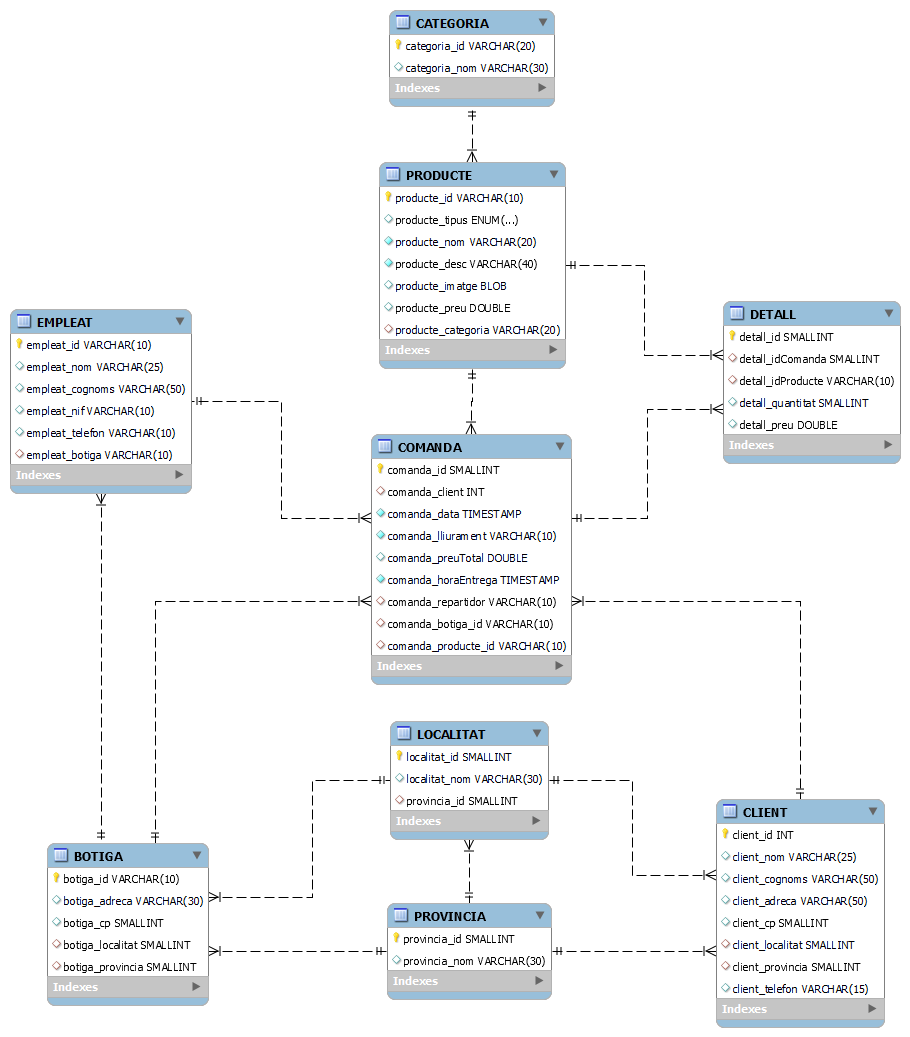 CATEGORIA
categoria_id VARCHAR(20)
categoria_nom VARCHAR(30)
Indexes
PRODUCTE
producte_id VARCHAR(10)
producte_tipus ENUM(...)
producte_nom VARCHAR(20)
producte_desc VARCHAR(40)
producte_imatge BLOB
producte_preu DOUBLE
producte_categoria VARCHAR(20)
Indexes
EMPLEAT
empleat_id VARCHAR(10)
empleat_nom VARCHAR(25)
empleat_cognoms VARCHAR(50)
empleat_nif VARCHAR(10)
empleat_telefon VARCHAR(10)
empleat_botiga VARCHAR(10)
Indexes
DETALL
detall_id SMALLINT
detall_idComanda SMALLINT
detall_idProducte VARCHAR(10)
detall_quantitat SMALLINT
detall_preu DOUBLE
Indexes
COMANDA
comanda_id SMALLINT
comanda_client INT
comanda_data TIMESTAMP
comanda_lliurament VARCHAR(10)
comanda_preuTotal DOUBLE
comanda_horaEntrega TIMESTAMP
comanda_repartidor VARCHAR(10)
comanda_botiga_id VARCHAR(10)
comanda_producte_id VARCHAR(10)
Indexes
LOCALITAT
localitat_id SMALLINT
localitat_nom VARCHAR(30)
provincia_id SMALLINT
Indexes
BOTIGA
botiga_id VARCHAR(10)
botiga_adreca VARCHAR(30)
botiga_cp SMALLINT
botiga_localitat SMALLINT
botiga_provincia SMALLINT
Indexes
PROVINCIA
provincia_id SMALLINT
provincia_nom VARCHAR(30)
Indexes
CLIENT
client_id INT
client_nom VARCHAR(25)
client_cognoms VARCHAR(50)
client_adreca VARCHAR(50)
client_cp SMALLINT
client_localitat SMALLINT
client_provincia SMALLINT
client_telefon VARCHAR(15)
Indexes